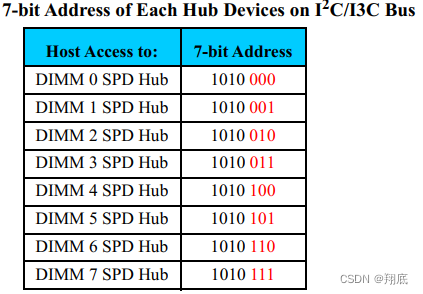 7-bit Address of Each Hub Devices on I²C/I3C Bus
Host Access to: 7-bit Address
DIMM 0 SPD Hub 1010 000
DIMM 1 SPD Hub 1010 001
DIMM 2 SPD Hub 1010 010
DIMM 3 SPD Hub 1010 011
DIMM 4 SPD Hub 1010 100
DIMM 5 SPD Hub 1010 101
DIMM 6 SPD Hub 1010 110
DIMM 7 SPD Hub 1010 111
CSDN @翔底